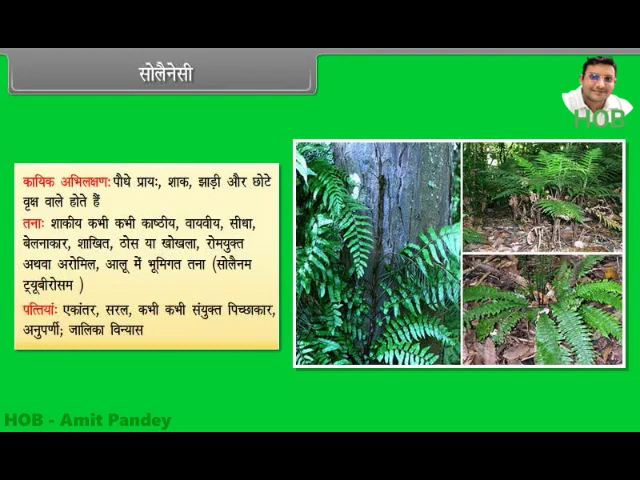 सोलैनेसी
HOB
कायिक अभिलक्षण: पौधे प्रायः, शाक, झाड़ी और छोटे
वृक्ष वाले होते हैं
तनाः शाकीय कभी कभी काष्ठीय, वायवीय, सीधा,
बेलनाकार, शाखित, ठोस या खोखला, रोमयुक्त
अथवा अरोमिल, आलू में भूमिगत तना (सोलैनम
ट्यूबीरोसम )
पत्तियांः एकांतर, सरल, कभी कभी संयुक्त पिच्छाकार,
अनुपर्णी; जालिका विन्यास
HOB - Amit Pandey